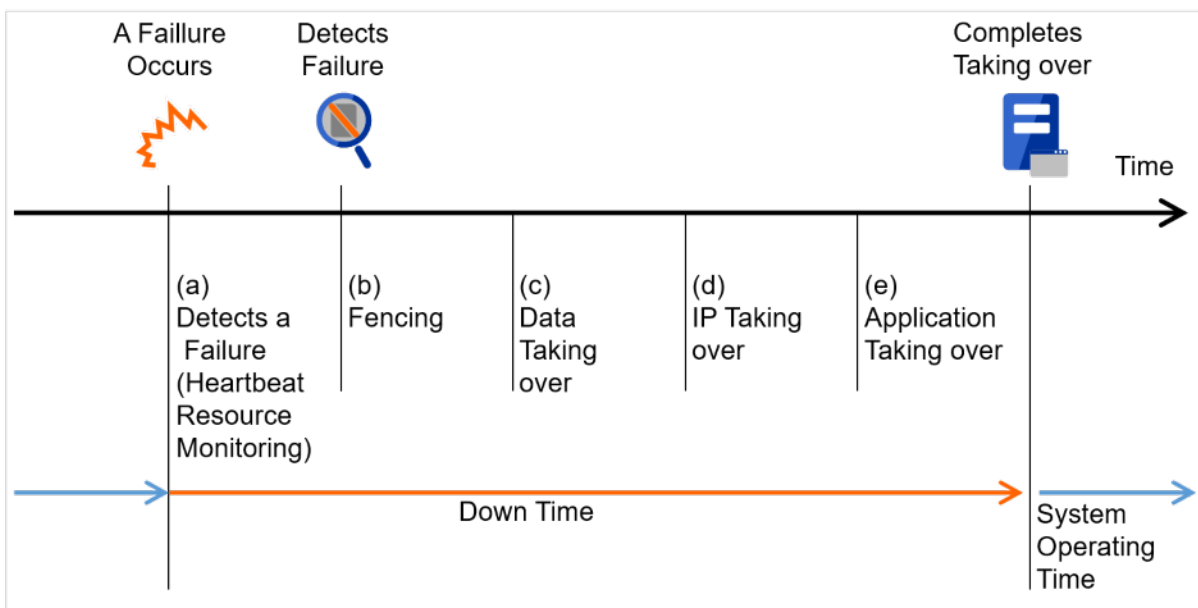 A Faillure
Occurs
Detects
Failure
Completes
Taking over
Time
(a)
Detects a
Failure
(Heartbeat
Resource
Monitoring)
(b)
Fencing
(c)
Data
Taking
over
(d)
IP Taking
over
(e)
Application
Taking over
Down Time
System
Operating
Time